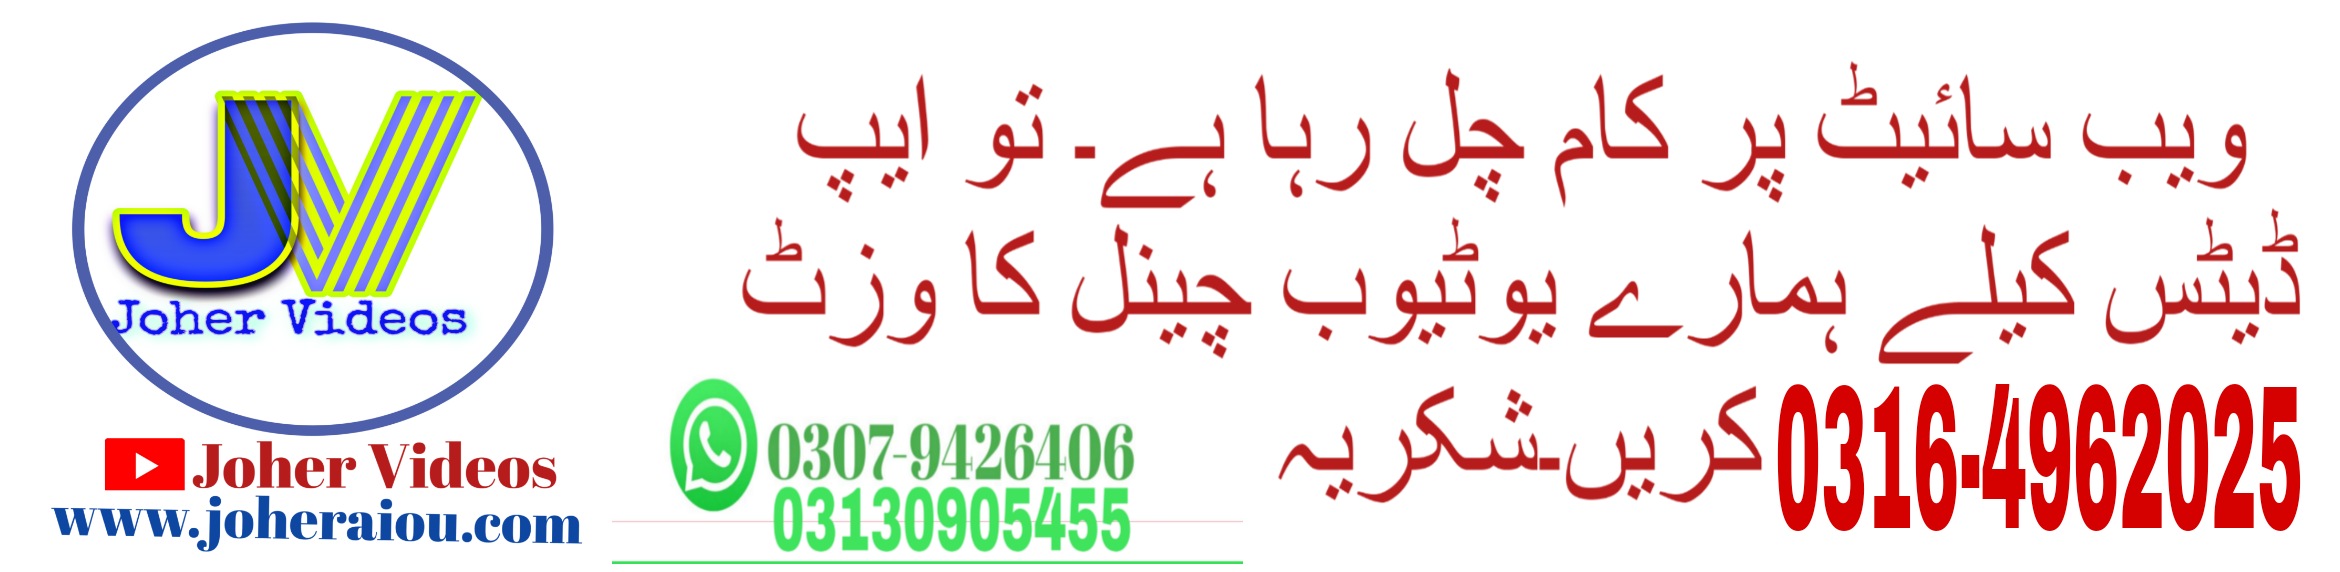 JV
Joher Videos
Joher Videos
www.joheraiou.com
ویب سائیٹ پر کام چل رہا ہے۔ تو ایپ
ڈیٹس کیلے ہمارے یوٹیوب چینل کا وزٹ
کریں۔شکریہ
0316-4962025
0307-9426406
03130905455